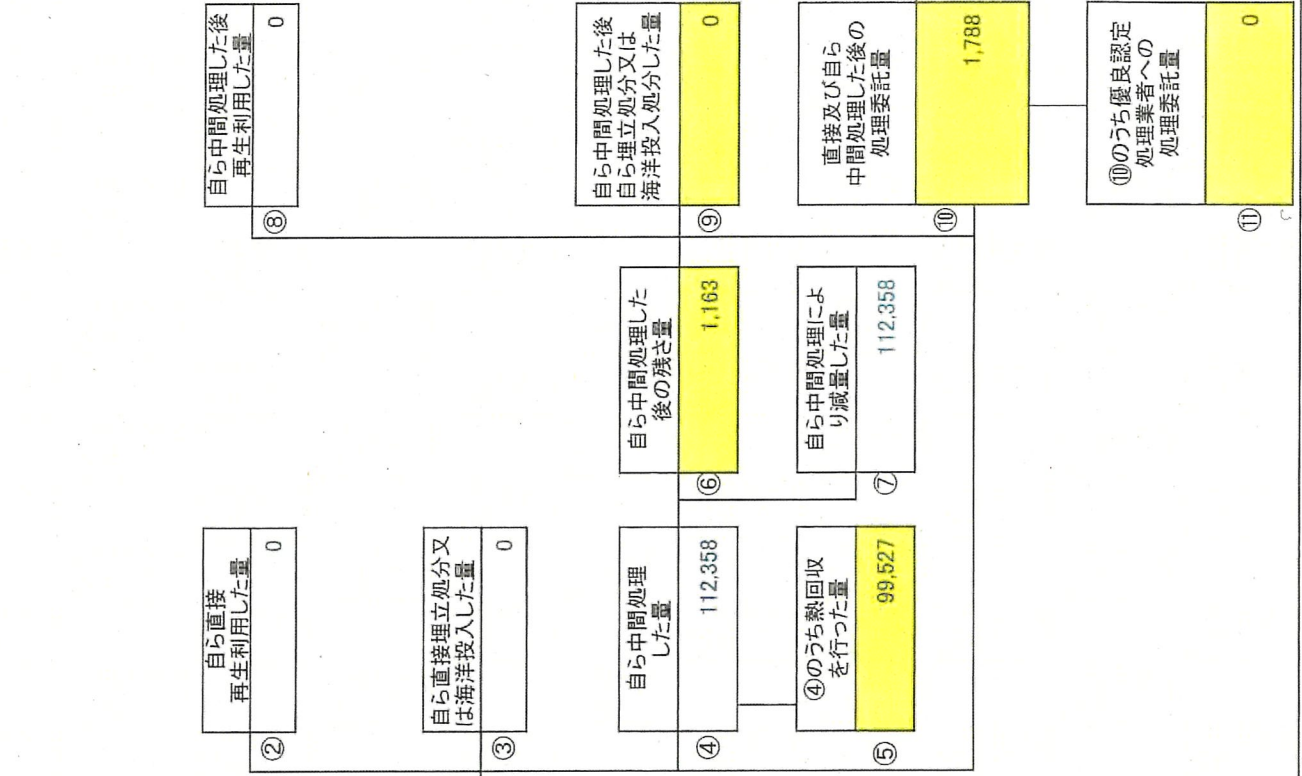 ②
自ら直接
再生利用した量
0
③
自ら直接埋立処分又
は海洋投入した量
0
④
自ら中間処理
した量
112,358
⑤
④のうち熱回収
を行った量
99,527
⑥
自ら中間処理した
後の残さ量
1,163
⑦
自ら中間処理によ
り減量した量
112,358
⑧
自ら中間処理した後
再生利用した量
0
⑨
自ら中間処理した後
自ら埋立処分又は
海洋投入処分した量
0
⑩
直接及び自ら
中間処理した後の
処理委託量
1,788
⑪
⑩のうち優良認定
処理業者への
処理委託量
0